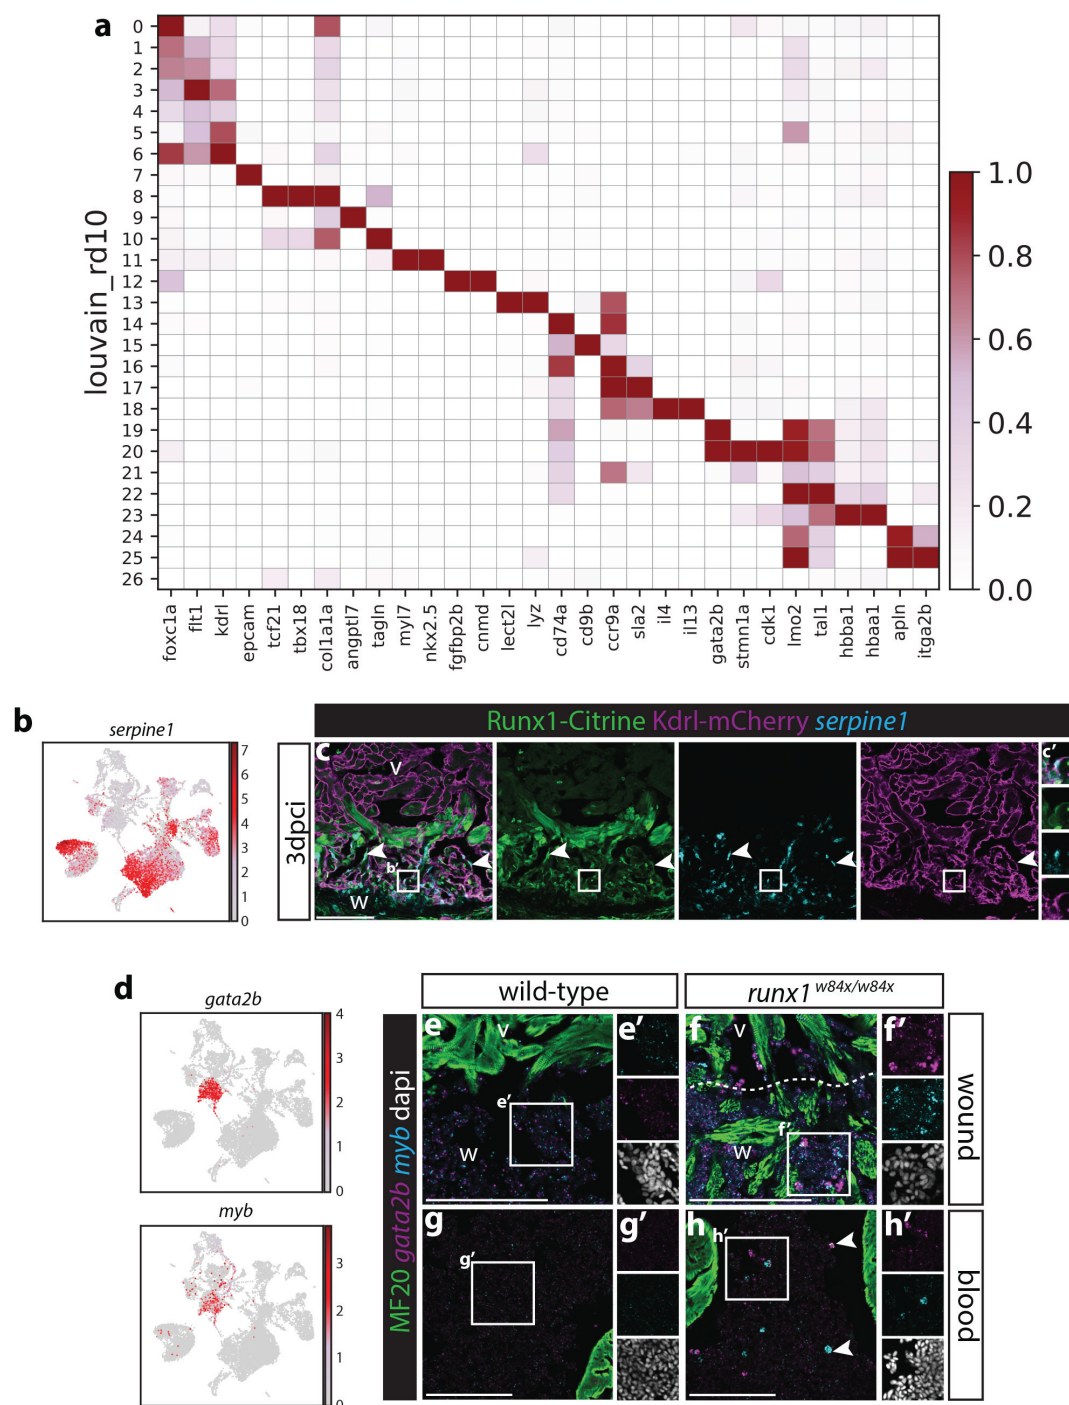 a
louvain_rd10
0
1
2
3
4
5
6
7
8
9
10
11
12
13
14
15
16
17
18
19
20
21
22
23
24
25
26
foxc1a
flt1
kdrl
epcam
tcf21
tbx18
col1a1a
angptl7
tagln
myl7
nkx2.5
fgfbp2b
cnmd
lect2l
lyz
cd74a
cd9b
ccr9a
sla2
il4
il13
gata2b
stmn1a
cdk1
lmo2
tal1
hbba1
hbaa1
apln
itga2b
1.0
0.8
0.6
0.4
0.2
0.0
b
serpine1
7
6
5
4
3
2
1
0
Runx1-Citrine Kdrl-mCherry serpine1
3dpci
c
V
b'
W
c'
d
gata2b
4
3
2
1
0
myb
3
2
1
0
wild-type
runx1 w84x/w84x
MF20 gata2b myb dapi
e
V
e'
W
e'
f
V
f'
W
f'
wound
g
g'
g'
h
h'
h'
blood